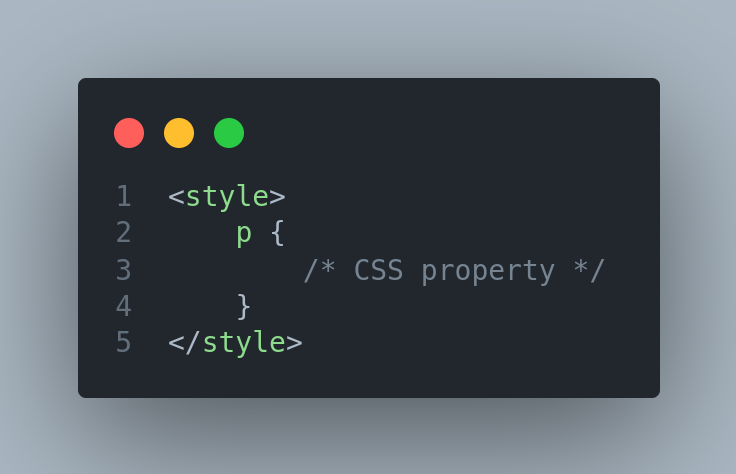 1 <style>
2     p {
3         /* CSS property */
4     }
5 </style>